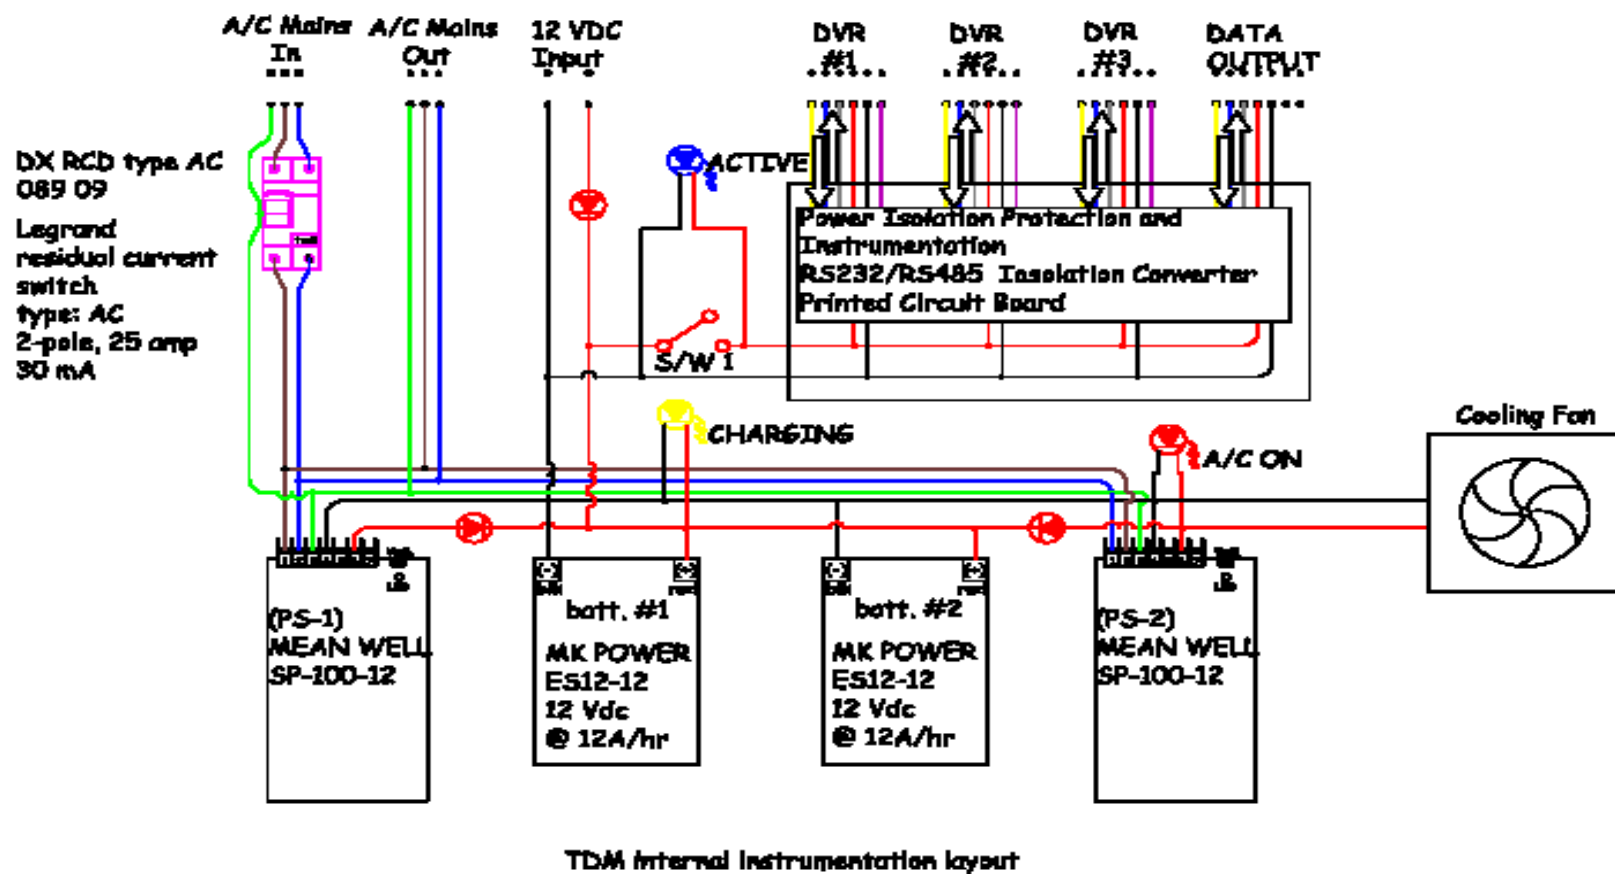 A/C Mains In
A/C Mains Out
12 VDC Input
DVR #1
DVR #2
DVR #3
DATA OUTPUT
DX RCD type AC
089 09
Legrand
residual current
switch
type: AC
2-pole, 25 amp
30 mA
ACTIVE
Power Isolation Protection and
Instrumentation
RS232/RS485 Iosolation Converter
Printed Circuit Board
S/W 1
CHARGING
A/C ON
Cooling Fan
(PS-1)
MEAN WELL
SP-100-12
batt. #1
MK POWER
ES12-12
12 Vdc
@ 12A/hr
batt. #2
MK POWER
ES12-12
12 Vdc
@ 12A/hr
(PS-2)
MEAN WELL
SP-100-12
TDM internal instrumentation layout